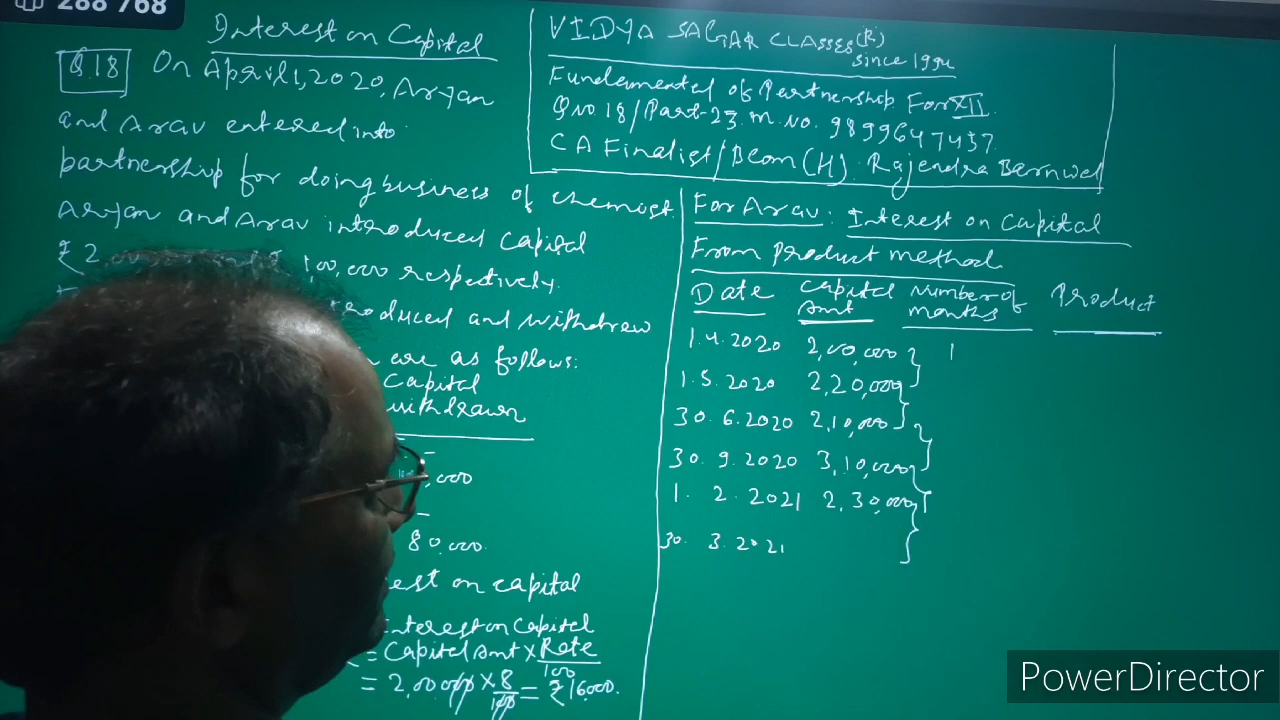 288 768
Interest on Capital
Q.18 On April 1, 2020, Aryan
and Arav entered into
partnership for doing business of chemist.
Aryan and Arav introduced capital
₹ 2 100,000 respectively.
and withdrew
are as follows:
Capital
withdrawn
80,000.
on capital
Interest on Capital
= Capital Amt × Rate/100
= 2,00,000 × 8/100 = ₹16000.
VIDYA SAGAR CLASSES (R)
since 1994
Fundamental of Partnership For XII
Q no. 18 / Part-23. M. No. 9899647457.
CA Finalist / Bcom (H). Rajendra Barnwal
For Arav: Interest on Capital
From Product method
Date Capital Amt Number of months Product
1.4.2020 2,00,000 1
1.5.2020 2,20,000
30.6.2020 2,10,000
30.9.2020 3,10,000
1.2.2021 2,30,000
30.3.2021
PowerDirector